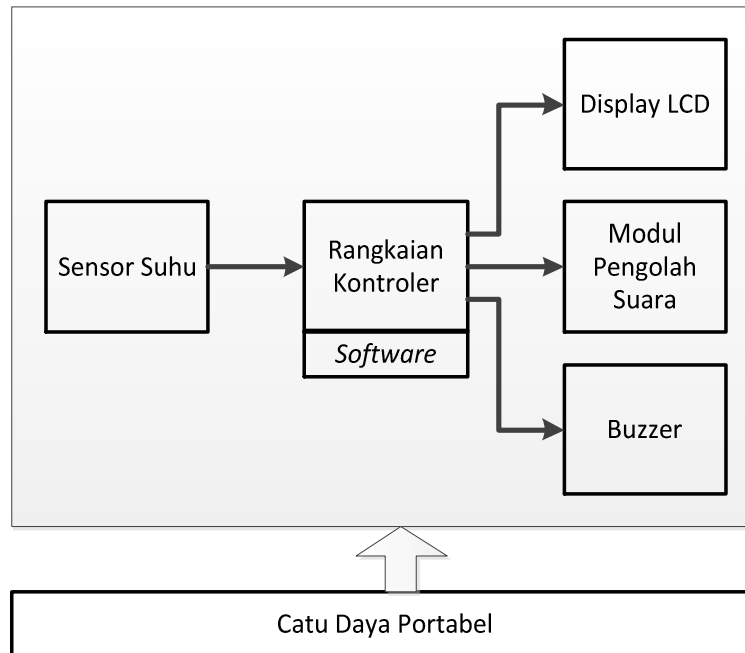 Display LCD
Sensor Suhu
Rangkaian
Kontroler
Software
Modul
Pengolah
Suara
Buzzer
Catu Daya Portabel